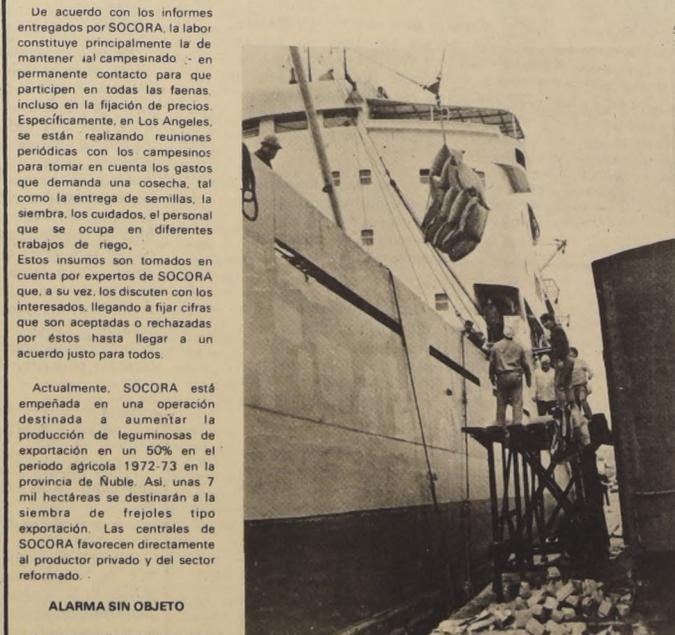 De acuerdo con los informes
entregados por SOCORA, la labor
constituye principalmente la de
mantener al campesinado - en
permanente contacto para que
participen en todas las faenas,
incluso en la fijación de precios.
Específicamente, en Los Angeles,
se están realizando reuniones
periódicas con los campesinos
para tomar en cuenta los gastos
que demanda una cosecha, tal
como la entrega de semillas, la
siembra, los cuidados, el personal
que se ocupa en diferentes
trabajos de riego.
Estos insumos son tomados en
cuenta por expertos de SOCORA
que, a su vez, los discuten con los
interesados, llegando a fijar cifras
que son aceptadas o rechazadas
por éstos hasta llegar a un
acuerdo justo para todos.
Actualmente, SOCORA está
empeñada en una operación
destinada a aumentar la
producción de leguminosas de
exportación en un 50% en el
periodo agrícola 1972-73 en la
provincia de Ñuble. Asi, unas 7
mil hectáreas se destinarán a la
siembra de frejoles tipo
exportación. Las centrales de
SOCORA favorecen directamente
al productor privado y del sector
reformado.
ALARMA SIN OBJETO